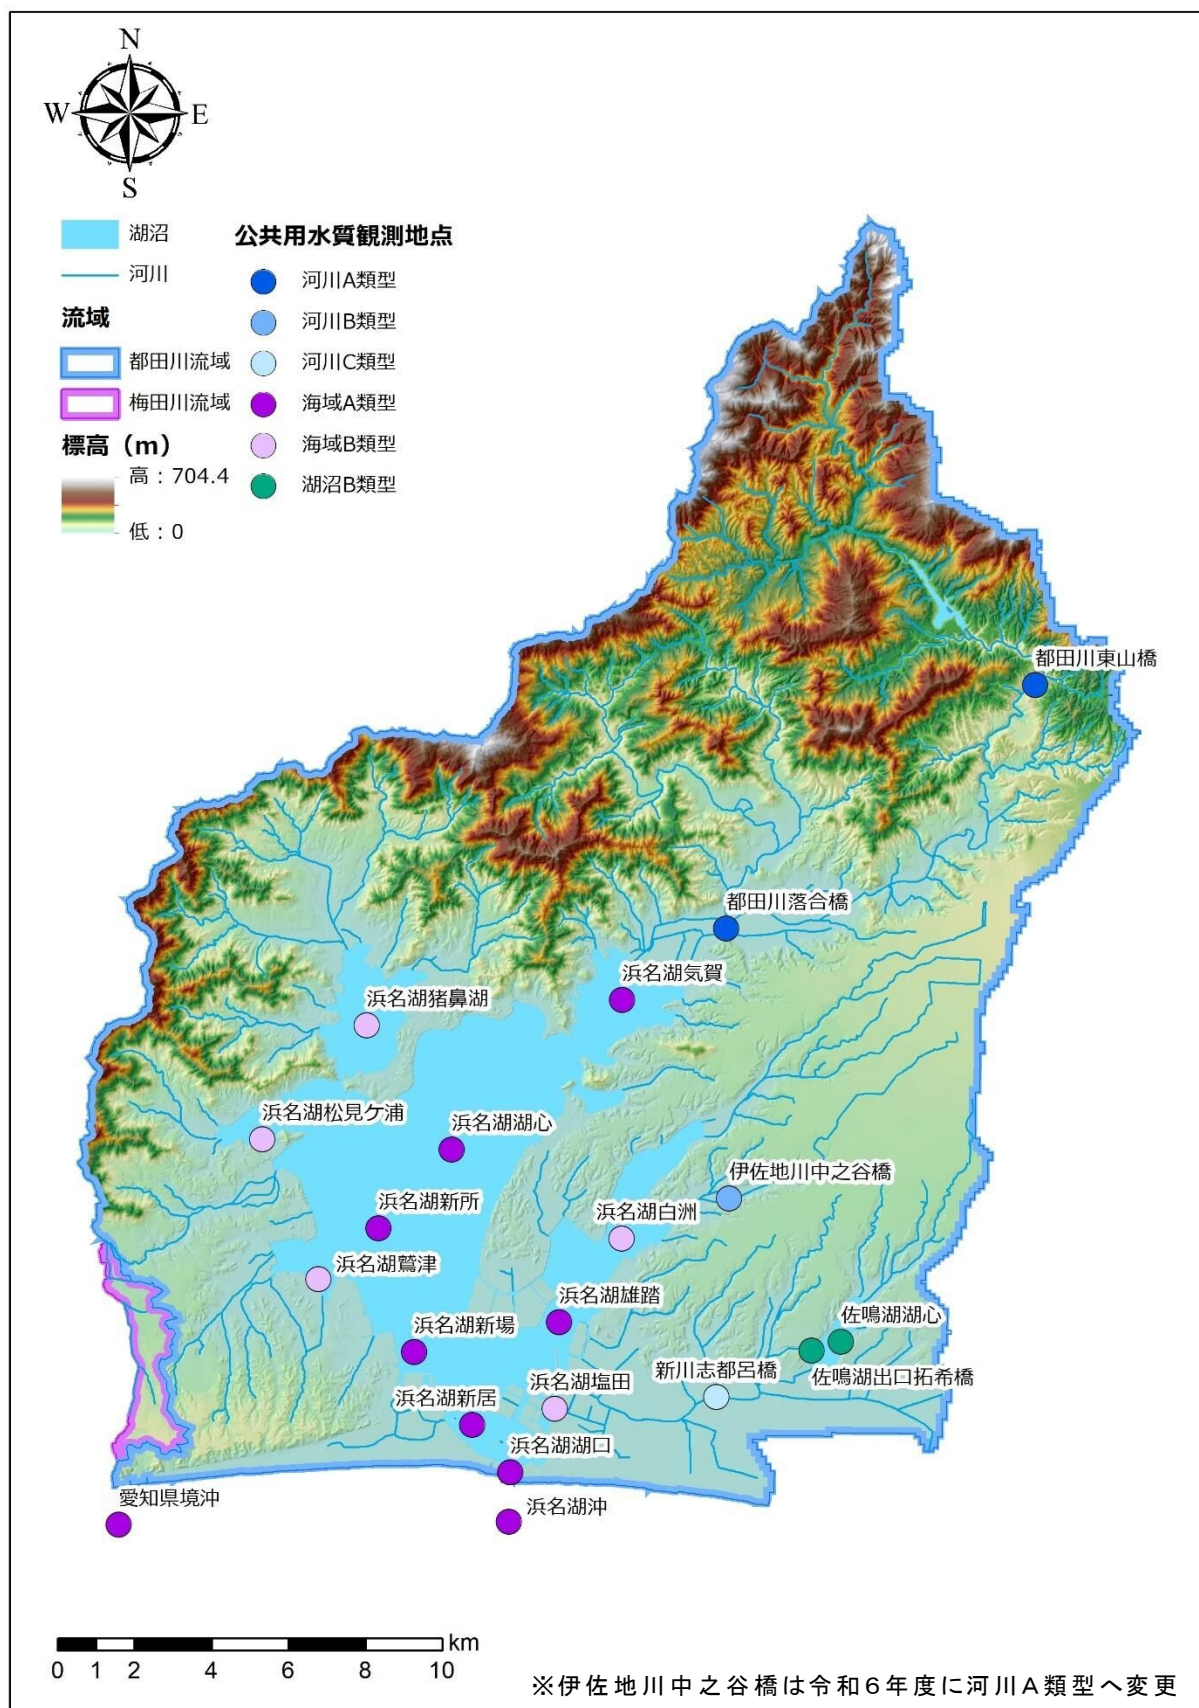 N
W
E
S
湖沼
河川
流域
都田川流域
梅田川流域
標高（m）
高：704.4
低：0
公共用水質観測地点
河川A類型
河川B類型
河川C類型
海域A類型
海域B類型
湖沼B類型
都田川東山橋
都田川落合橋
浜名湖気賀
浜名湖猪鼻湖
浜名湖松見ケ浦
浜名湖湖心
伊佐地川中之谷橋
浜名湖新所
浜名湖白洲
浜名湖鷲津
浜名湖雄踏
佐鳴湖湖心
浜名湖新場
新川志都呂橋
佐鳴湖出口拓希橋
浜名湖塩田
浜名湖新居
浜名湖湖口
愛知県境沖
浜名湖沖
km
0 1 2 4 6 8 10
※伊佐地川中之谷橋は令和6年度に河川A類型へ変更